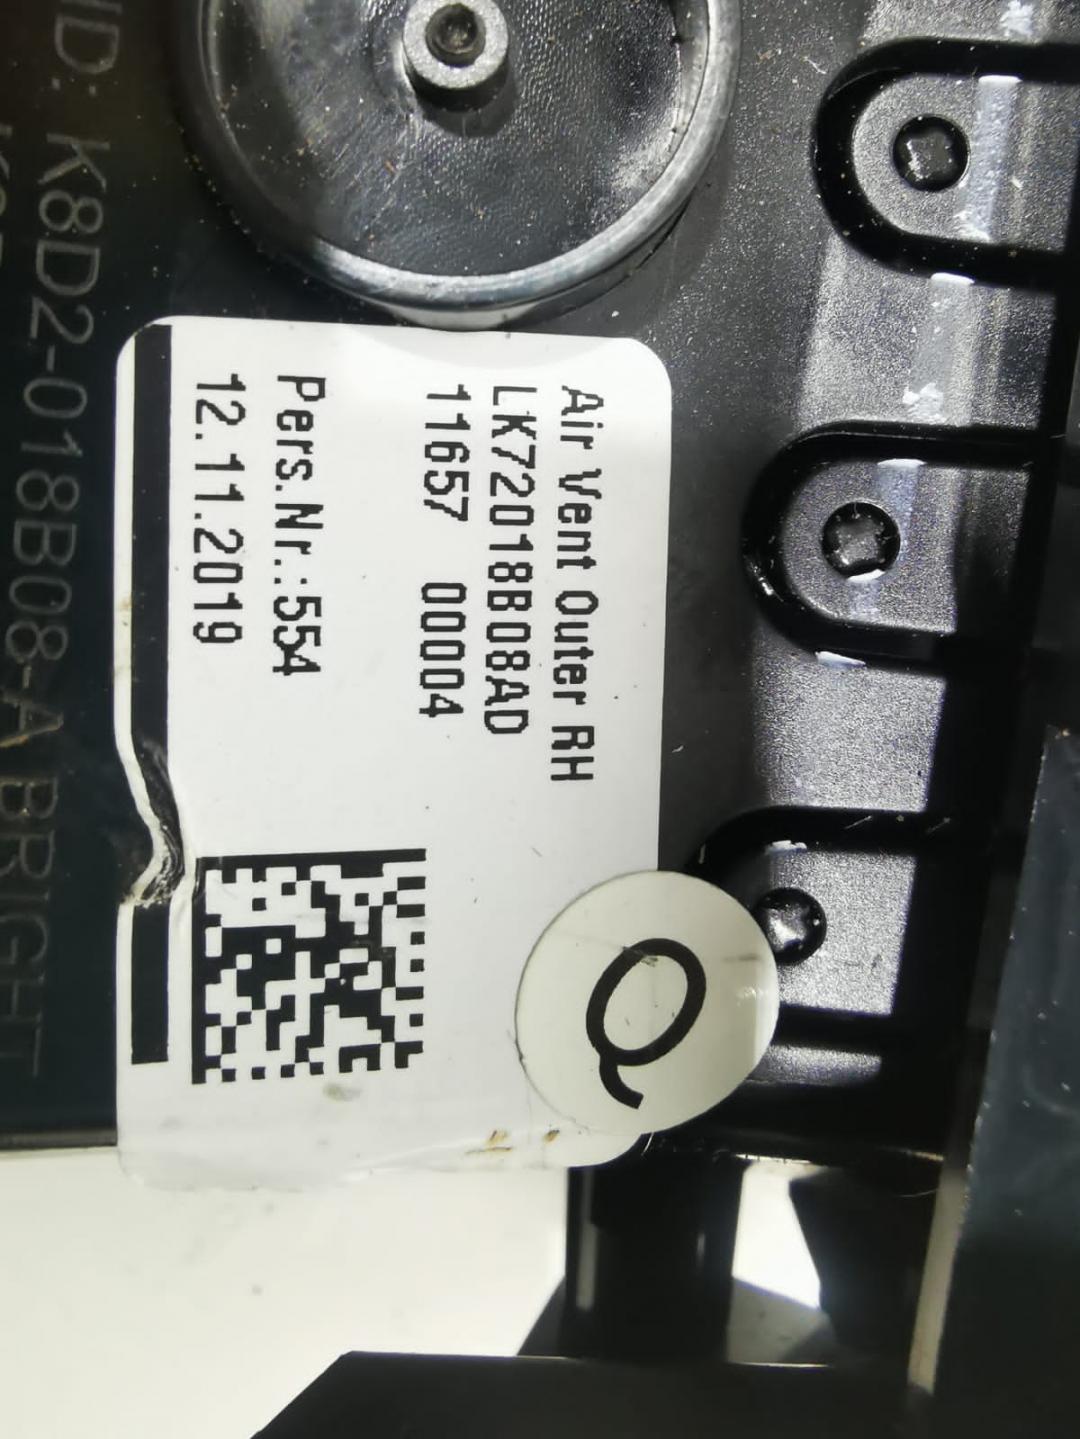 Air Vent Outer RH
LK72018B08AD
11657 00004
Pers.Nr.:554
12.11.2019
Q
K8D2-018B08-A BRIGHT